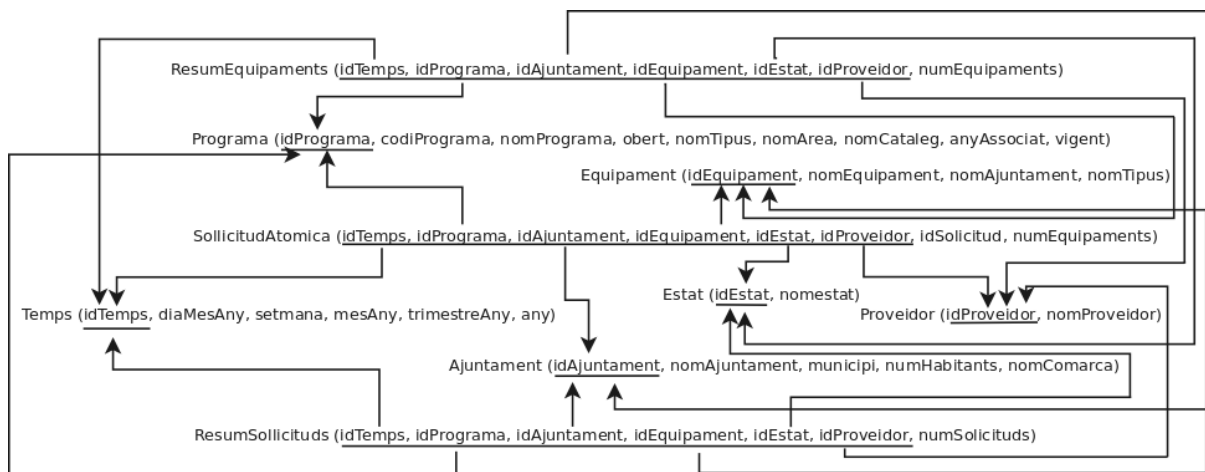 ResumEquipaments (idTemps, idPrograma, idAjuntament, idEquipament, idEstat, idProveidor, numEquipaments)
Programa (idPrograma, codiPrograma, nomPrograma, obert, nomTipus, nomArea, nomCataleg, anyAssociat, vigent)
Equipament (idEquipament, nomEquipament, nomAjuntament, nomTipus)
SollicitudAtomica (idTemps, idPrograma, idAjuntament, idEquipament, idEstat, idProveidor, idSolicitud, numEquipaments)
Estat (idEstat, nomestat)
Temps (idTemps, diaMesAny, setmana, mesAny, trimestreAny, any)
Proveidor (idProveidor, nomProveidor)
Ajuntament (idAjuntament, nomAjuntament, municipi, numHabitants, nomComarca)
ResumSollicituds (idTemps, idPrograma, idAjuntament, idEquipament, idEstat, idProveidor, numSolicituds)